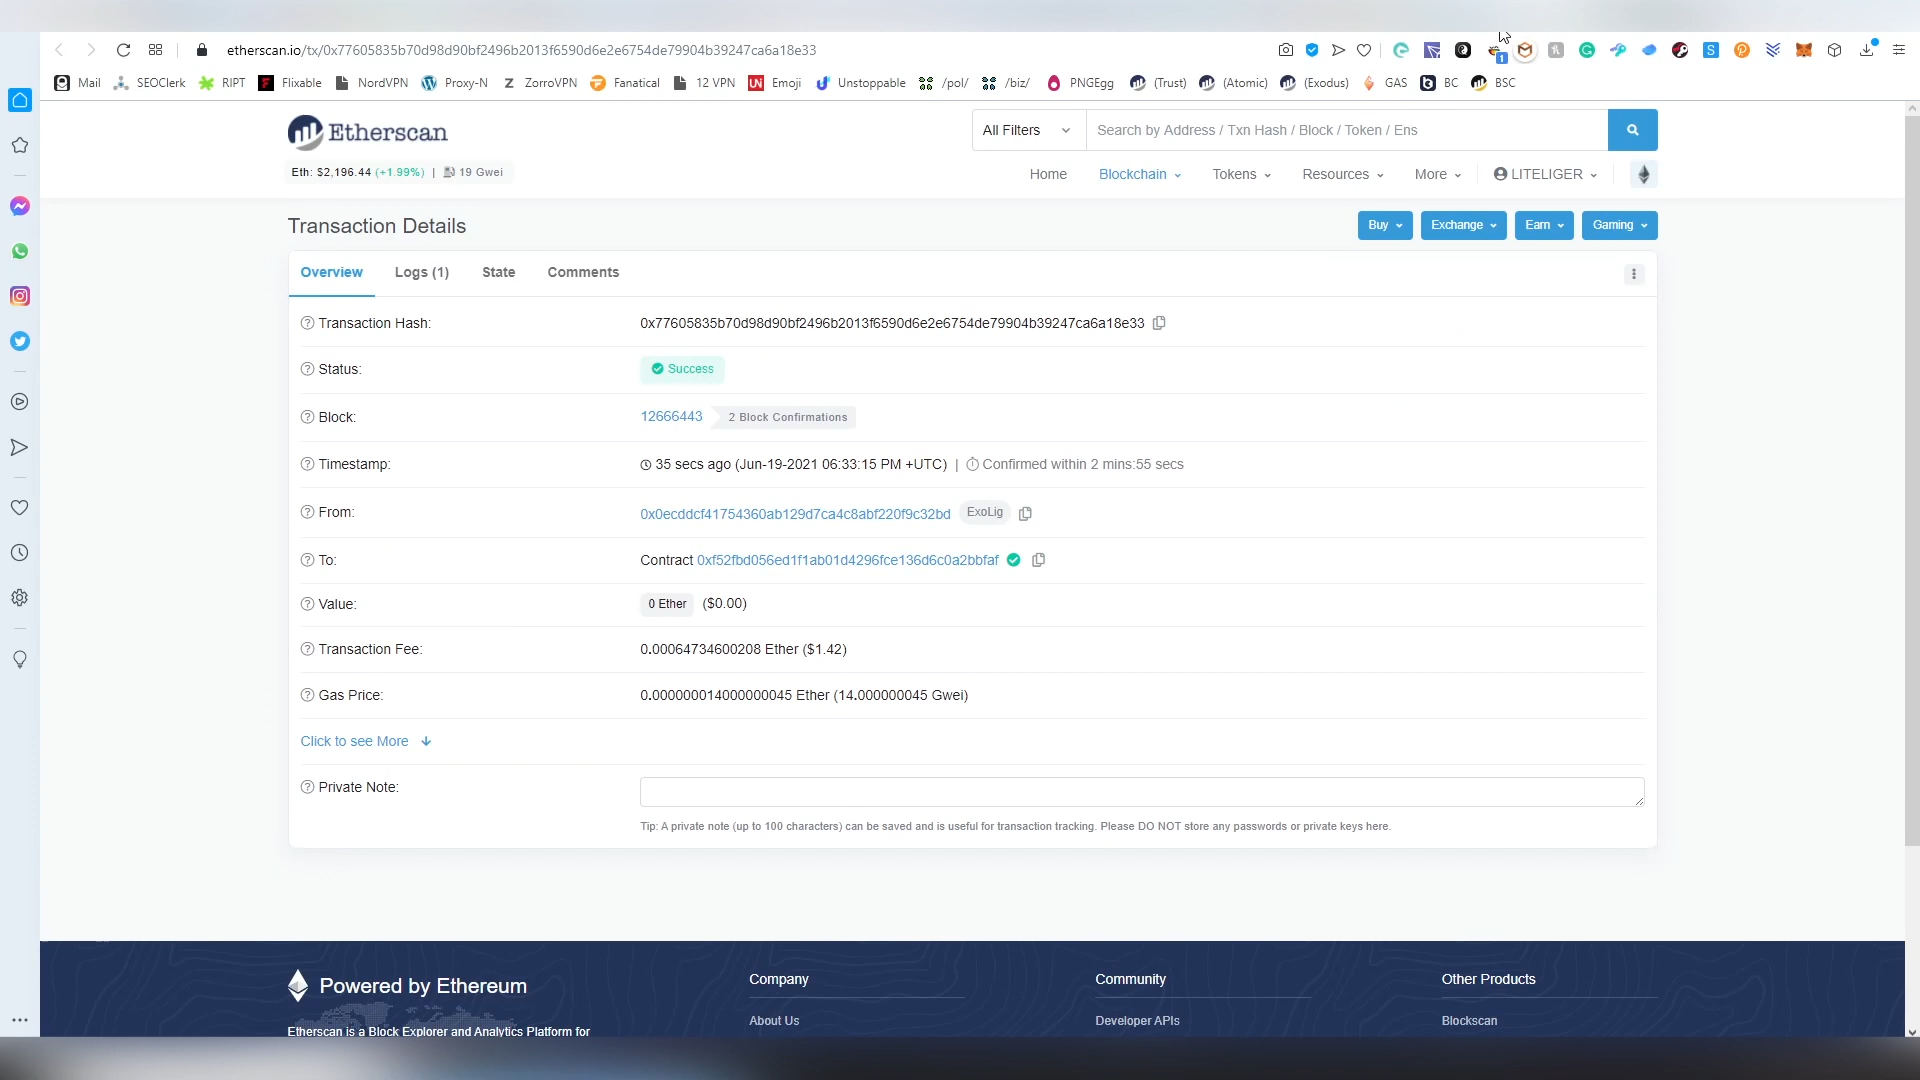 etherscan.io/tx/0x77605835b70d98d90bf2496b2013f6590d6e2e6754de79904b39247ca6a18e33
1
Mail SEOClerk RIPT Flixable NordVPN Proxy-N ZorroVPN Fanatical 12 VPN Emoji Unstoppable /pol/ /biz/ PNGEgg (Trust) (Atomic) (Exodus) GAS BC BSC
Etherscan
All Filters Search by Address / Txn Hash / Block / Token / Ens
Eth: $2,196.44 (+1.99%) | 19 Gwei
Home Blockchain Tokens Resources More LITELIGER
Transaction Details
Buy Exchange Earn Gaming
Overview Logs (1) State Comments
Transaction Hash: 0x77605835b70d98d90bf2496b2013f6590d6e2e6754de79904b39247ca6a18e33
Status: Success
Block: 12666443 2 Block Confirmations
Timestamp: 35 secs ago (Jun-19-2021 06:33:15 PM +UTC) | Confirmed within 2 mins:55 secs
From: 0x0ecddcf41754360ab129d7ca4c8abf220f9c32bd ExoLig
To: Contract 0xf52fbd056ed1f1ab01d4296fce136d6c0a2bbfaf
Value: 0 Ether ($0.00)
Transaction Fee: 0.00064734600208 Ether ($1.42)
Gas Price: 0.000000014000000045 Ether (14.000000045 Gwei)
Click to see More
Private Note:
Tip: A private note (up to 100 characters) can be saved and is useful for transaction tracking. Please DO NOT store any passwords or private keys here.
Powered by Ethereum
Company Community Other Products
About Us Developer APIs Blockscan
Etherscan is a Block Explorer and Analytics Platform for